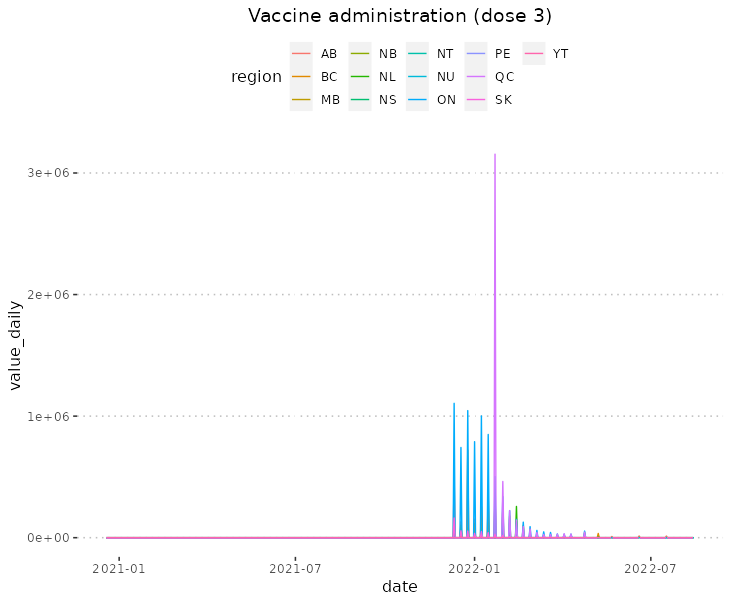 Vaccine administration (dose 3)
region
AB NB NT PE YT
BC NL NU QC
MB NS ON SK
value_daily
3e+06
2e+06
1e+06
0e+00
2021-01 2021-07 2022-01 2022-07
date